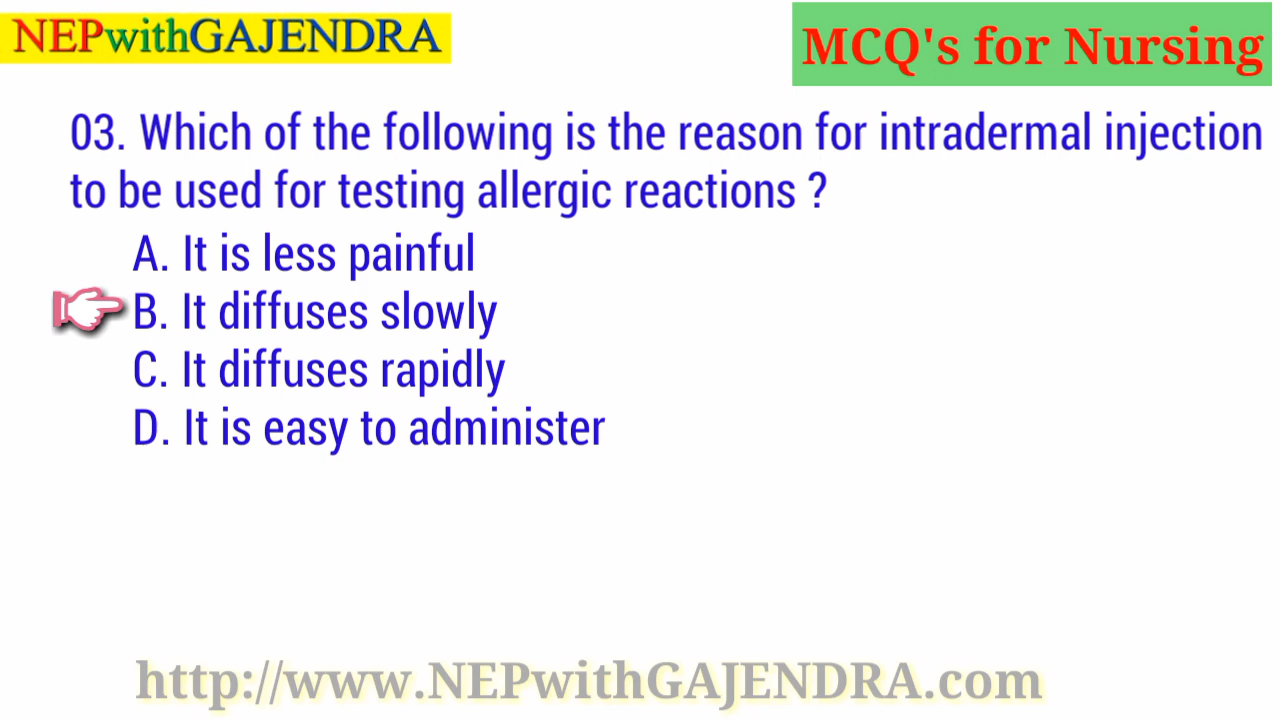 NEPwithGAJENDRA
MCQ's for Nursing
03. Which of the following is the reason for intradermal injection
to be used for testing allergic reactions ?
A. It is less painful
B. It diffuses slowly
C. It diffuses rapidly
D. It is easy to administer
http://www.NEPwithGAJENDRA.com